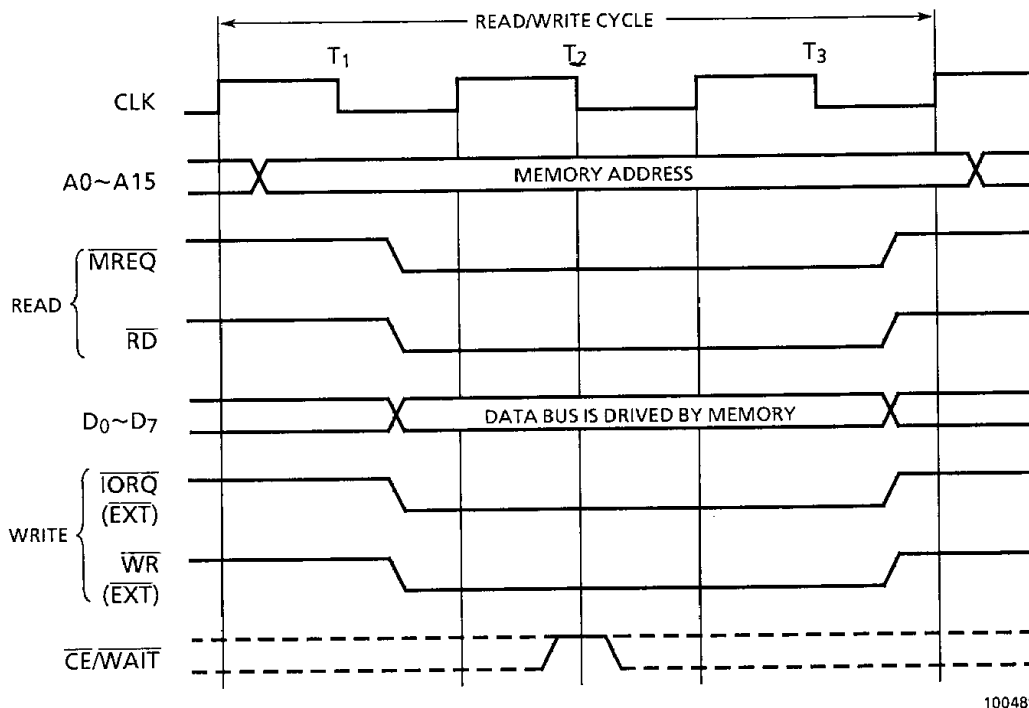 READ/WRITE CYCLE
T1 T2 T3
CLK
A0~A15 MEMORY ADDRESS
MREQ
READ
RD
D0~D7 DATA BUS IS DRIVED BY MEMORY
IORQ
(EXT)
WRITE
WR
(EXT)
CE/WAIT
100489